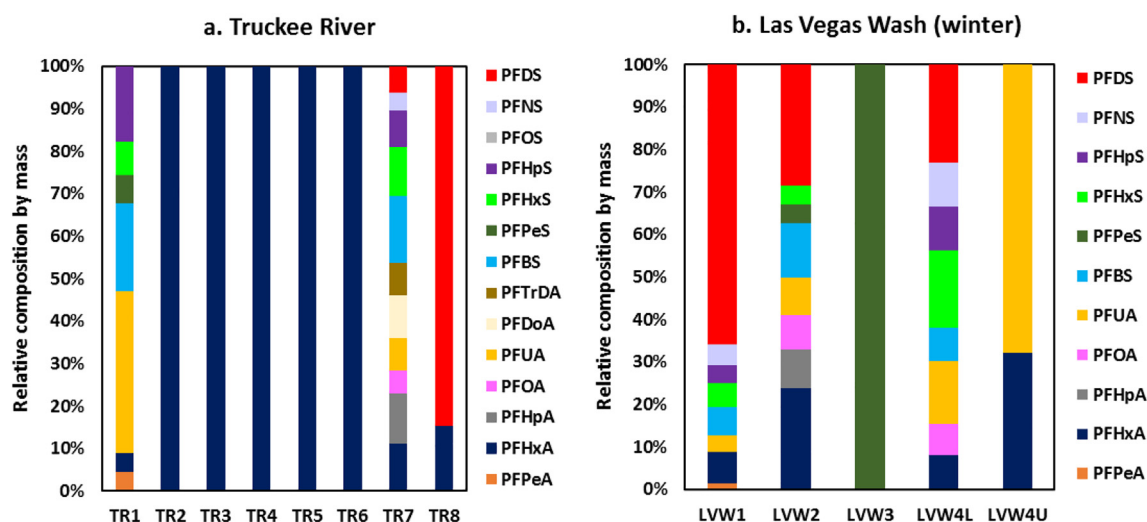 a. Truckee River
Relative composition by mass
100%
90%
80%
70%
60%
50%
40%
30%
20%
10%
0%
TR1 TR2 TR3 TR4 TR5 TR6 TR7 TR8
PFDS
PFNS
PFOS
PFHpS
PFHxS
PFPeS
PFBS
PFTrDA
PFDoA
PFUA
PFOA
PFHpA
PFHxA
PFPeA
b. Las Vegas Wash (winter)
Relative composition by mass
100%
90%
80%
70%
60%
50%
40%
30%
20%
10%
0%
LVW1 LVW2 LVW3 LVW4L LVW4U
PFDS
PFNS
PFHpS
PFHxS
PFPeS
PFBS
PFUA
PFOA
PFHpA
PFHxA
PFPeA